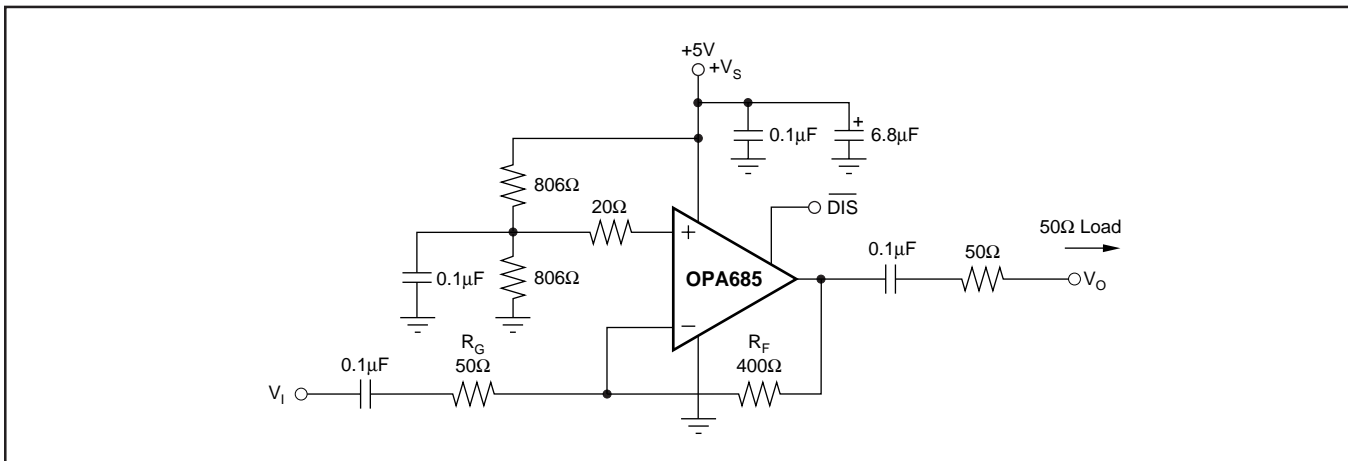 +5V
+V_S
0.1µF
+
6.8µF
806Ω
20Ω
D̅I̅S̅
+
OPA685
−
0.1µF
806Ω
0.1µF
50Ω
50Ω Load
V_O
V_I
0.1µF
R_G
50Ω
R_F
400Ω